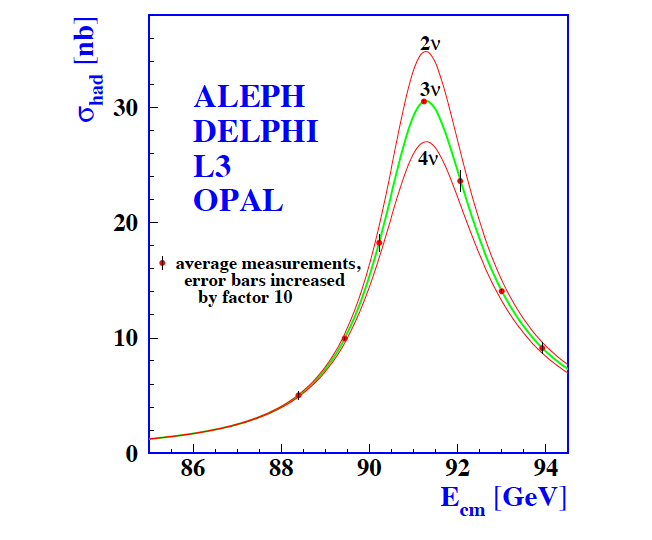 σhad [nb]
30
20
10
0
ALEPH
DELPHI
L3
OPAL
2ν
3ν
4ν
average measurements,
error bars increased
by factor 10
86 88 90 92 94
Ecm [GeV]